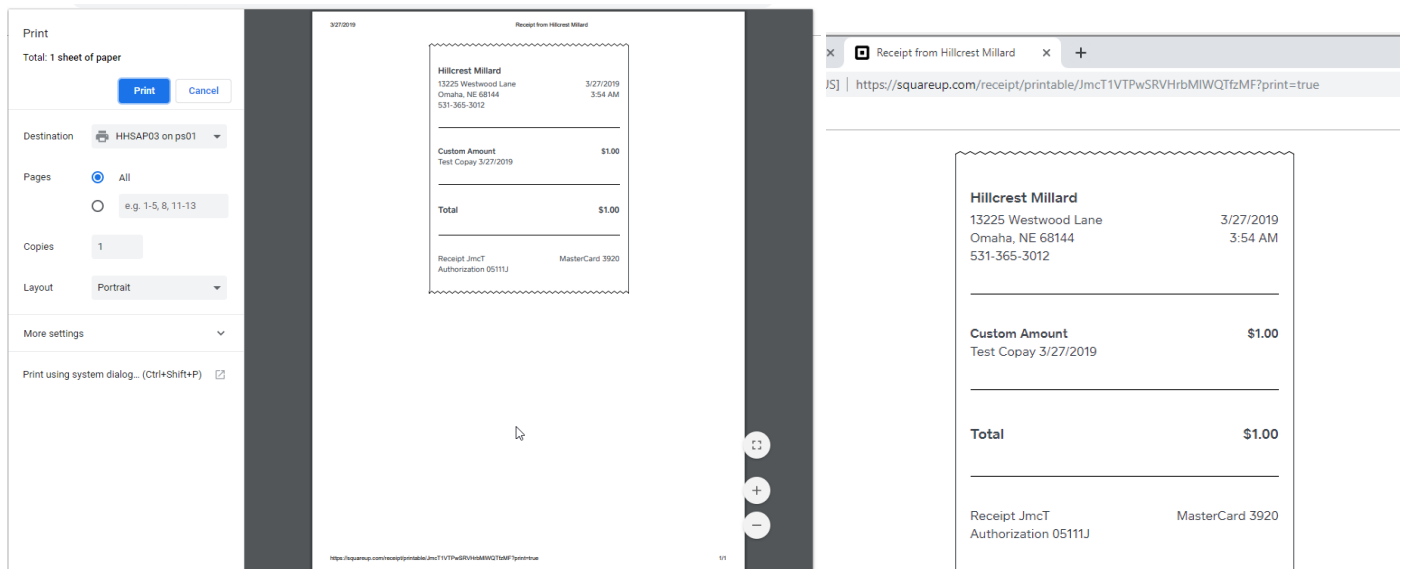 Print
Total: 1 sheet of paper
Print Cancel
Destination HHSAP03 on ps01
Pages All
e.g. 1-5, 8, 11-13
Copies 1
Layout Portrait
More settings
Print using system dialog... (Ctrl+Shift+P)
3/27/2019 Receipt from Hillcrest Millard
Hillcrest Millard
13225 Westwood Lane 3/27/2019
Omaha, NE 68144 3:54 AM
531-365-3012
Custom Amount $1.00
Test Copay 3/27/2019
Total $1.00
Receipt JmcT MasterCard 3920
Authorization 05111J
https://squareup.com/receipt/printable/JmcT1VTPwSRVHrbMlWQTfzMF?print=true 1/1
Receipt from Hillcrest Millard
US] https://squareup.com/receipt/printable/JmcT1VTPwSRVHrbMlWQTfzMF?print=true
Hillcrest Millard
13225 Westwood Lane 3/27/2019
Omaha, NE 68144 3:54 AM
531-365-3012
Custom Amount $1.00
Test Copay 3/27/2019
Total $1.00
Receipt JmcT MasterCard 3920
Authorization 05111J